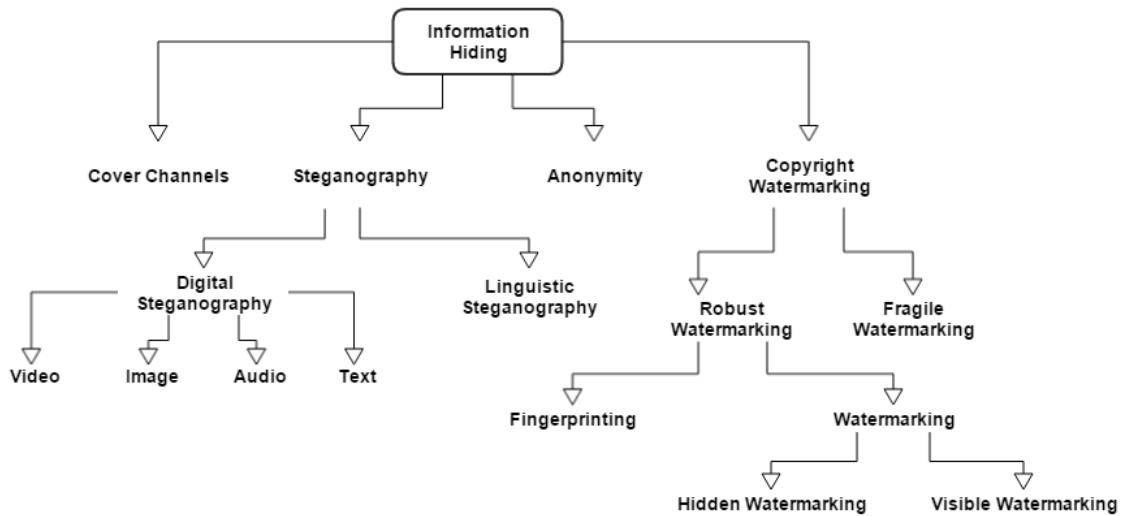 Information
Hiding
Cover Channels
Steganography
Anonymity
Copyright
Watermarking
Digital
Steganography
Linguistic
Steganography
Robust
Watermarking
Fragile
Watermarking
Video
Image
Audio
Text
Fingerprinting
Watermarking
Hidden Watermarking
Visible Watermarking